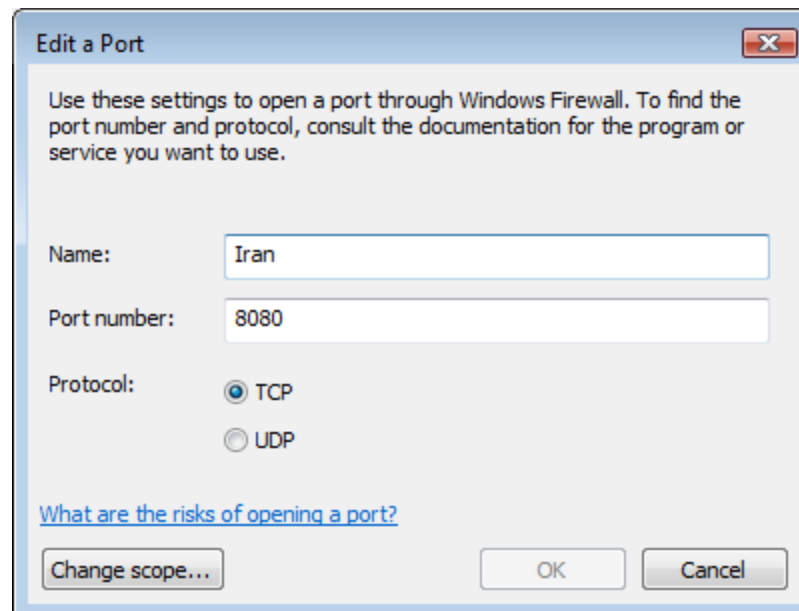 Edit a Port
Use these settings to open a port through Windows Firewall. To find the
port number and protocol, consult the documentation for the program or
service you want to use.
Name: Iran
Port number: 8080
Protocol: TCP
UDP
What are the risks of opening a port?
Change scope... OK Cancel